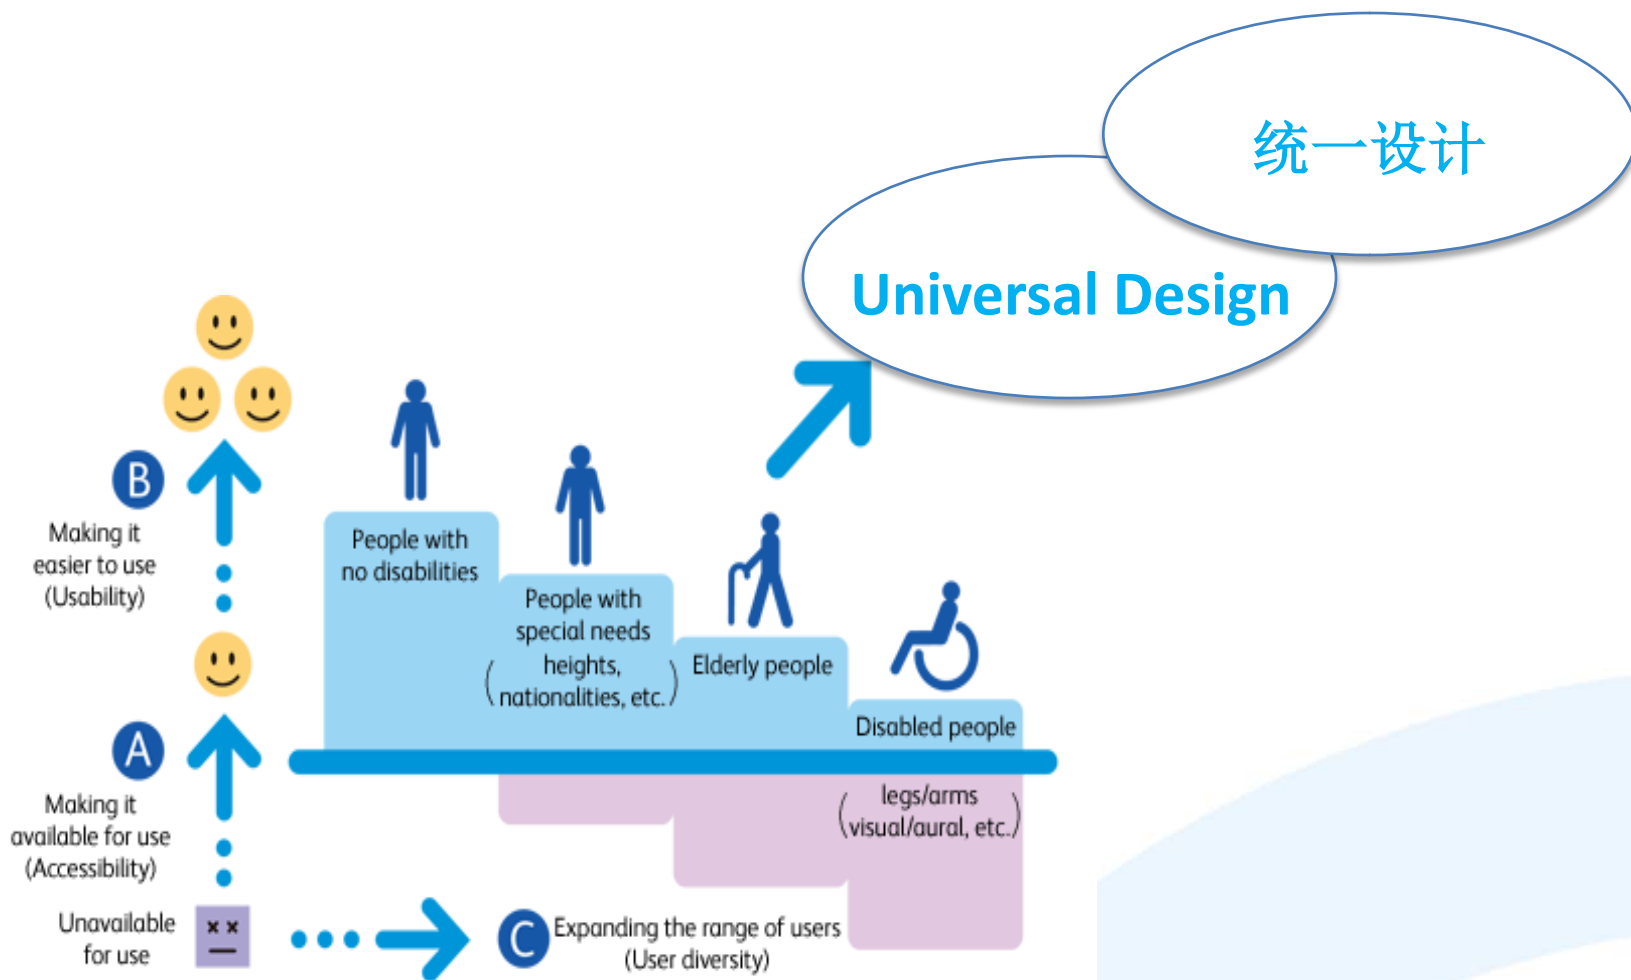 统一设计
Universal Design
B
Making it
easier to use
(Usability)
People with
no disabilities
People with
special needs
(heights,
nationalities, etc.)
Elderly people
Disabled people
(legs/arms
visual/aural, etc.)
A
Making it
available for use
(Accessibility)
Unavailable
for use
C
Expanding the range of users
(User diversity)